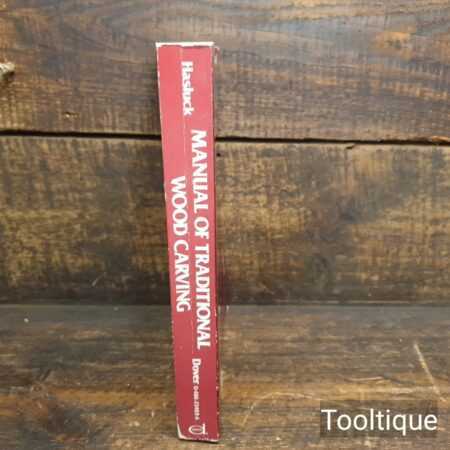 Hasluck
MANUAL OF TRADITIONAL
WOOD CARVING
Dover
Tooltique